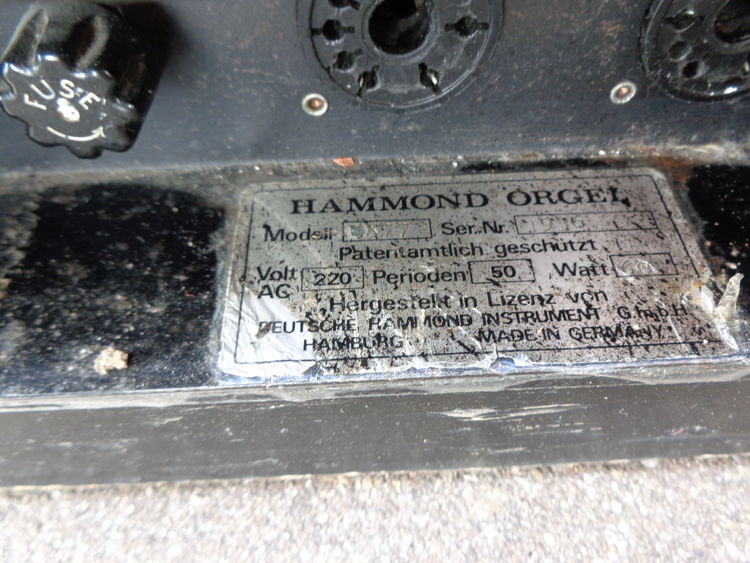 FUSE
HAMMOND ORGEL
Modell Ser.Nr.
Patentamtlich geschützt
Volt 220 Perioden 50 Watt
AC Hergestellt in Lizenz von
DEUTSCHE HAMMOND INSTRUMENT G.m.b.H
HAMBURG MADE IN GERMANY